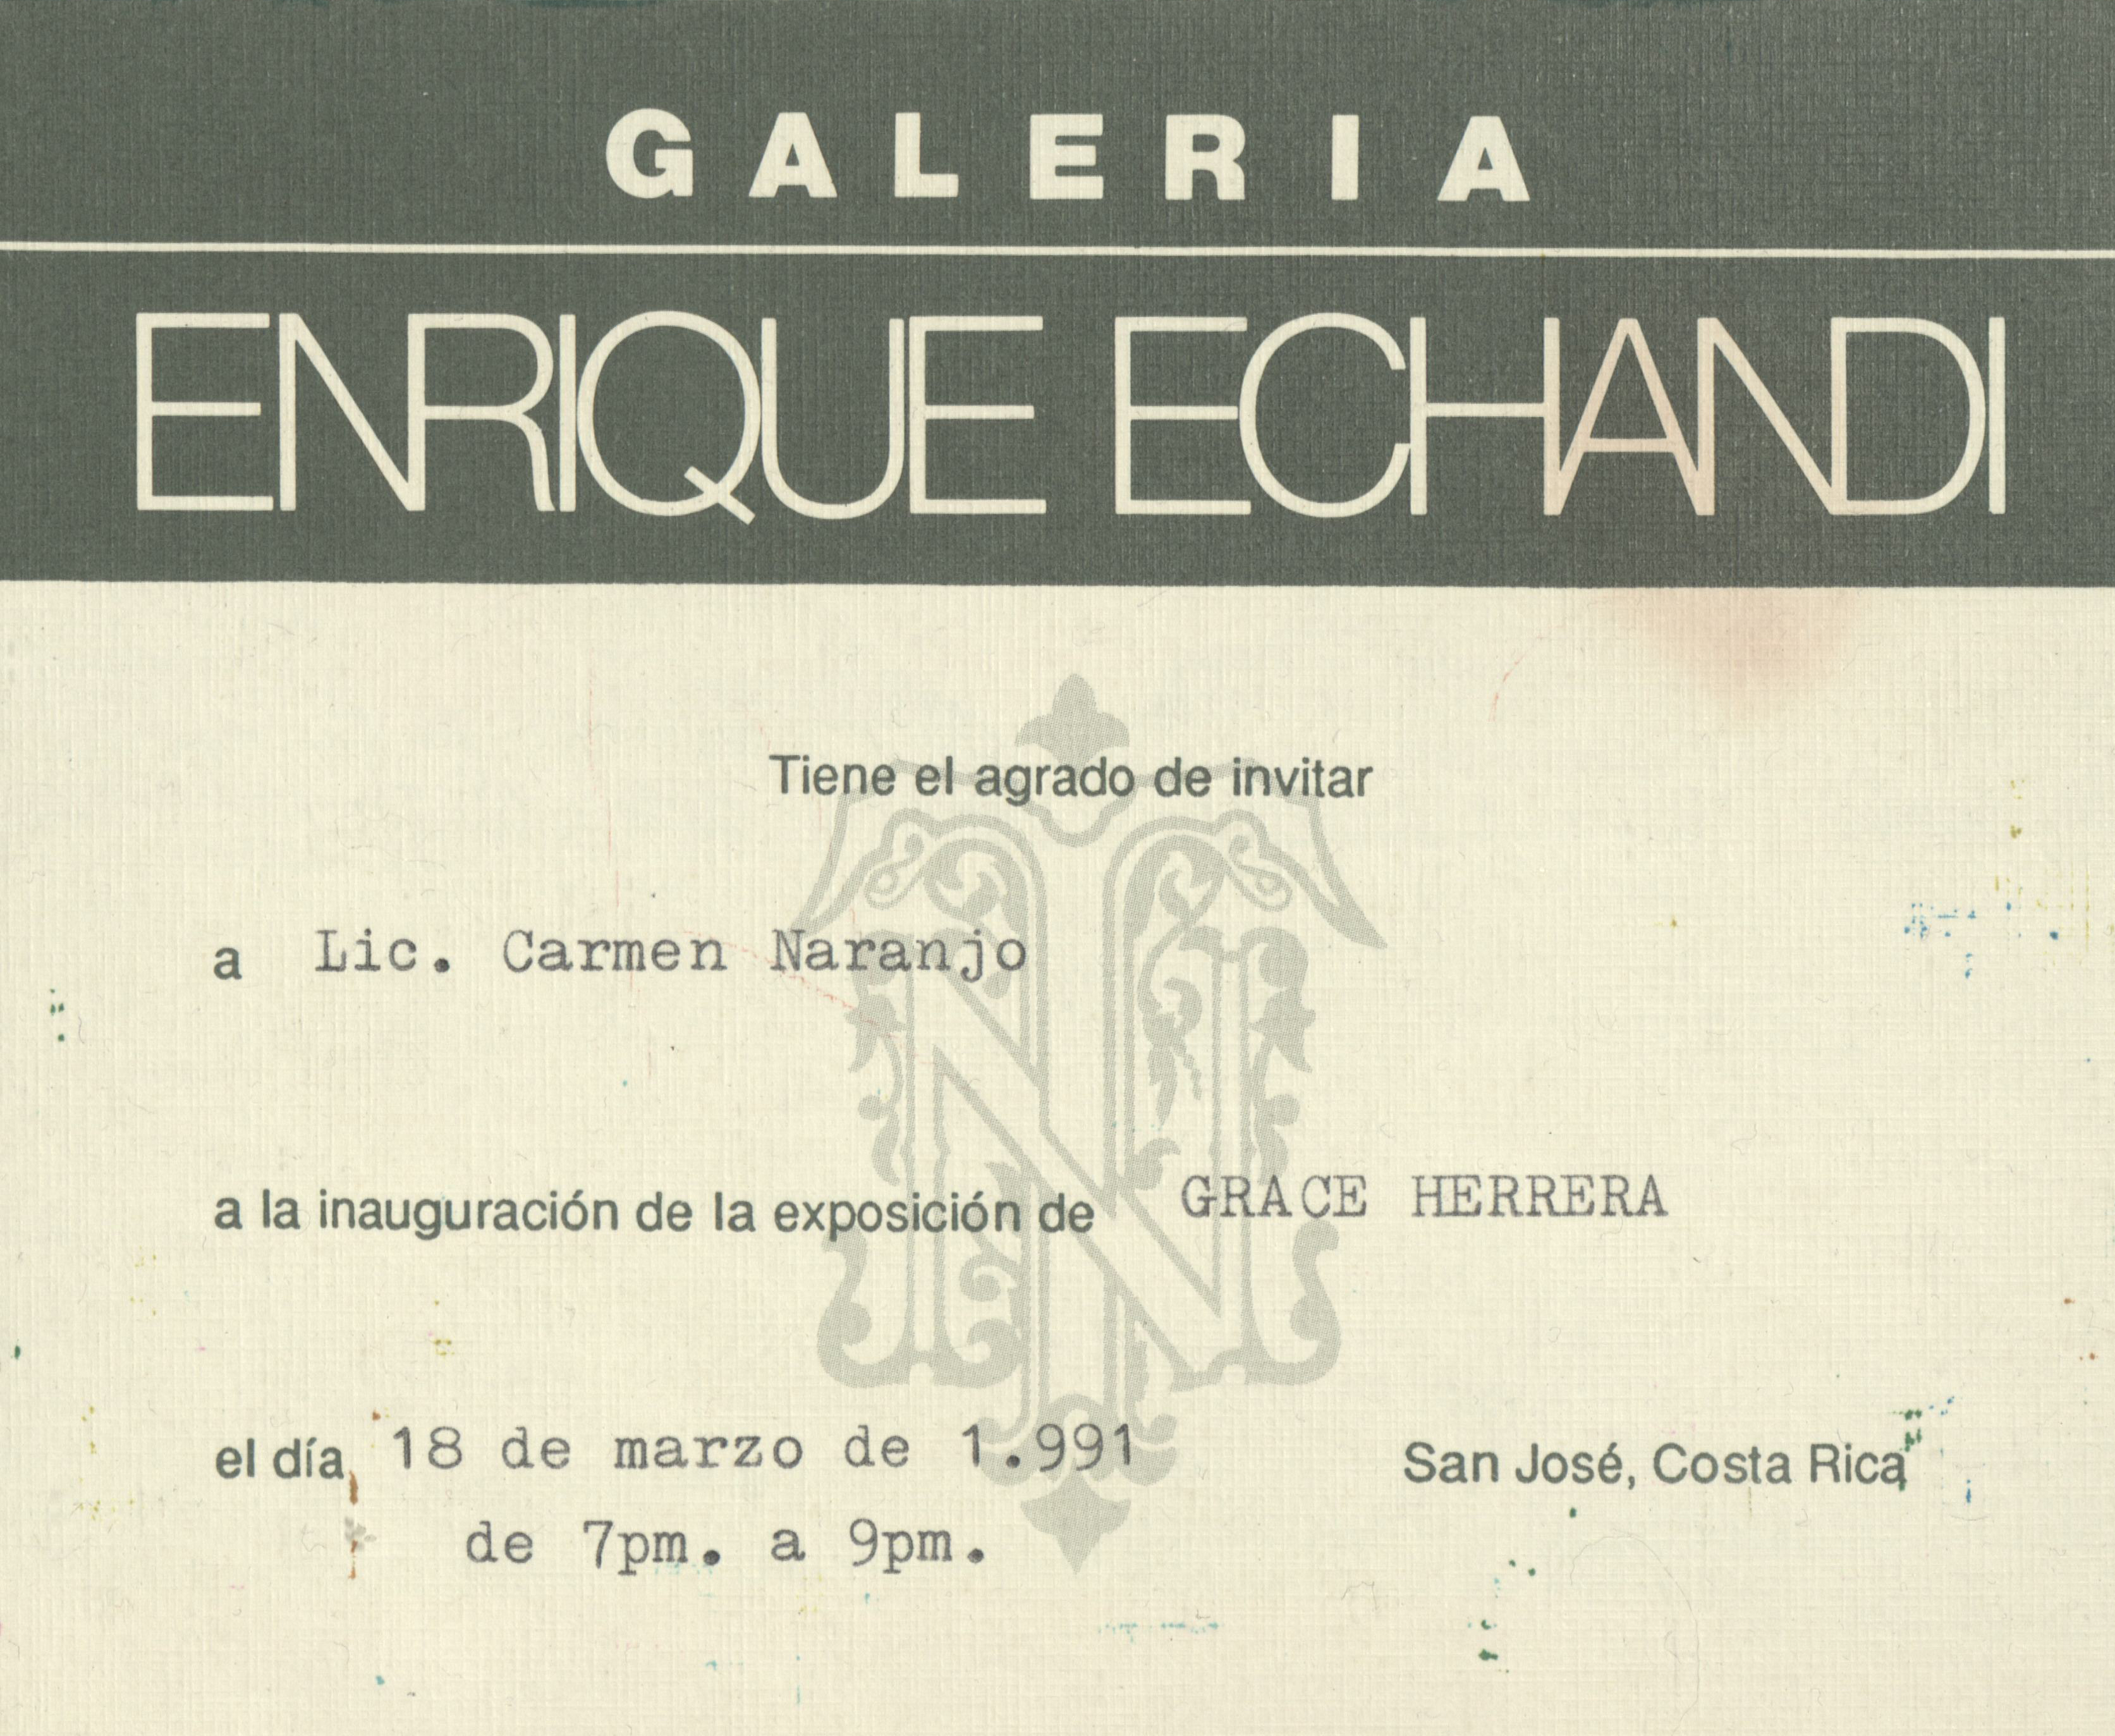 GALERIA
ENRIQUE ECHANDI
Tiene el agrado de invitar
a Lic. Carmen Naranjo
a la inauguración de la exposición de GRACE HERRERA
el día 18 de marzo de 1.991 San José, Costa Rica
de 7pm. a 9pm.